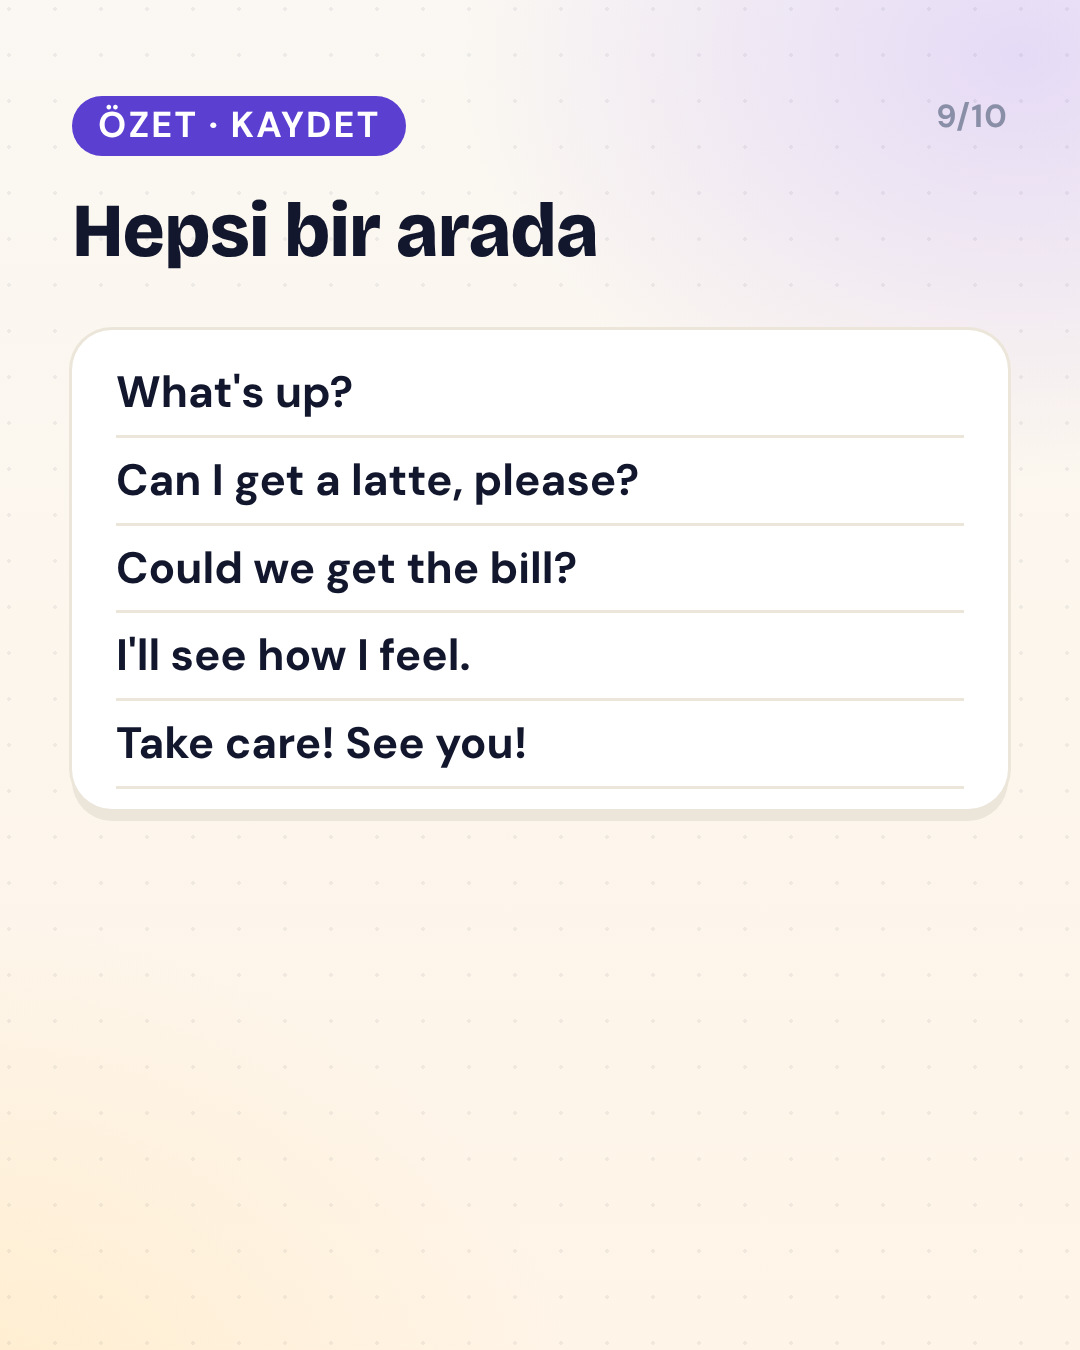 ÖZET · KAYDET
9/10
Hepsi bir arada
What's up?
Can I get a latte, please?
Could we get the bill?
I'll see how I feel.
Take care! See you!